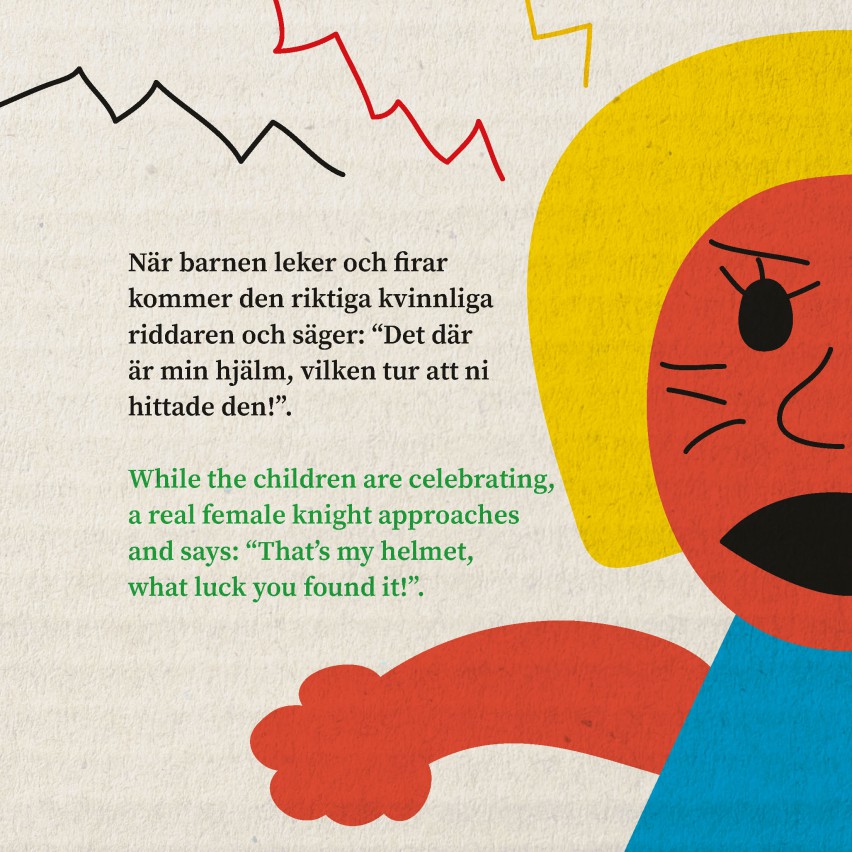 När barnen leker och firar
kommer den riktiga kvinnliga
riddaren och säger: “Det där
är min hjälm, vilken tur att ni
hittade den!”.
While the children are celebrating,
a real female knight approaches
and says: “That’s my helmet,
what luck you found it!”.